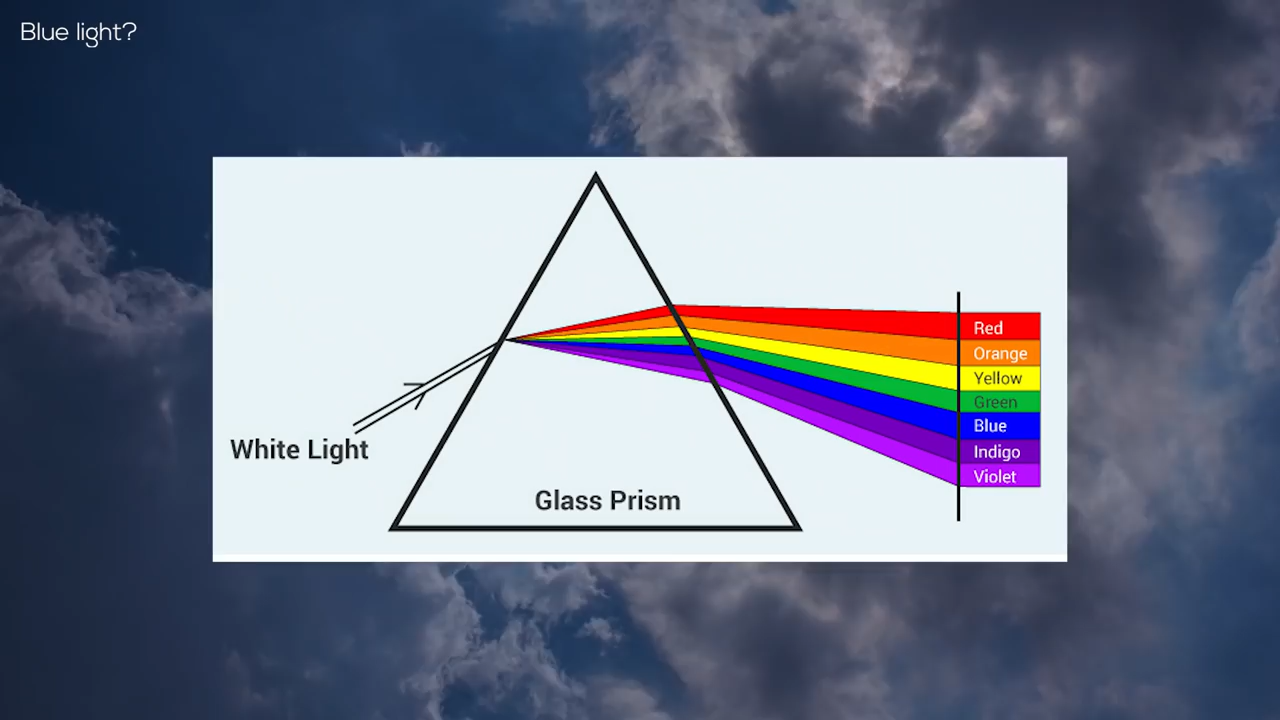 Blue light?
Red
Orange
Yellow
Green
Blue
Indigo
Violet
White Light
Glass Prism